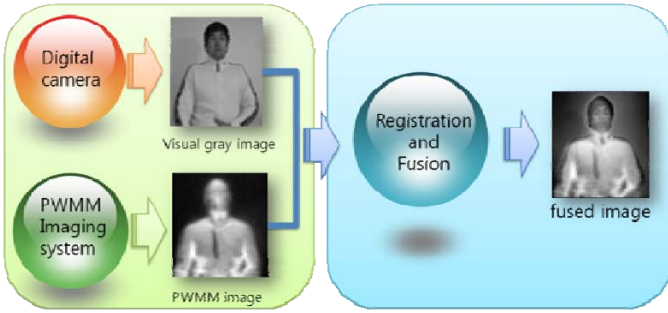 Digital
camera
Visual gray image
PWMM
Imaging
system
PWMM image
Registration
and
Fusion
fused image